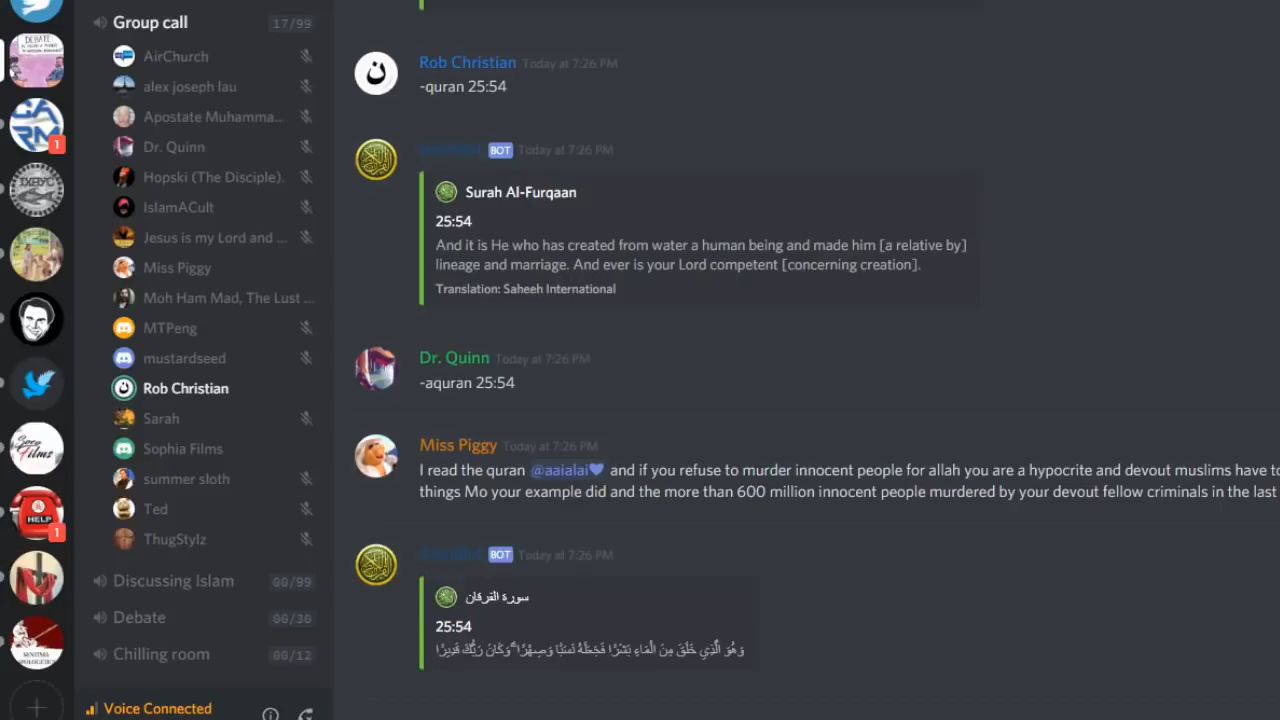 Group call 17/99
AirChurch
alex joseph lau
Apostate Muhamma...
Dr. Quinn
Hopski (The Disciple).
IslamACult
Jesus is my Lord and ...
Miss Piggy
Moh Ham Mad, The Lust ...
MTPeng
mustardseed
Rob Christian
Sarah
Sophia Films
summer sloth
Ted
ThugStylz
Discussing Islam 00/99
Debate 00/30
Chilling room 00/12
Voice Connected
DEBATE
1
HELP
1
Rob Christian Today at 7:26 PM
-quran 25:54
BOT Today at 7:26 PM
Surah Al-Furqaan
25:54
And it is He who has created from water a human being and made him [a relative by]
lineage and marriage. And ever is your Lord competent [concerning creation].
Translation: Saheeh International
Dr. Quinn Today at 7:26 PM
-aquran 25:54
Miss Piggy Today at 7:26 PM
I read the quran @aaialai💜 and if you refuse to murder innocent people for allah you are a hypocrite and devout muslims have to
things Mo your example did and the more than 600 million innocent people murdered by your devout fellow criminals in the last
BOT Today at 7:26 PM
سورة الفرقان
25:54
وَهُوَ الَّذِي خَلَقَ مِنَ الْمَاءِ بَشَرًا فَجَعَلَهُ نَسَبًا وَصِهْرًا ۗ وَكَانَ رَبُّكَ قَدِيرًا